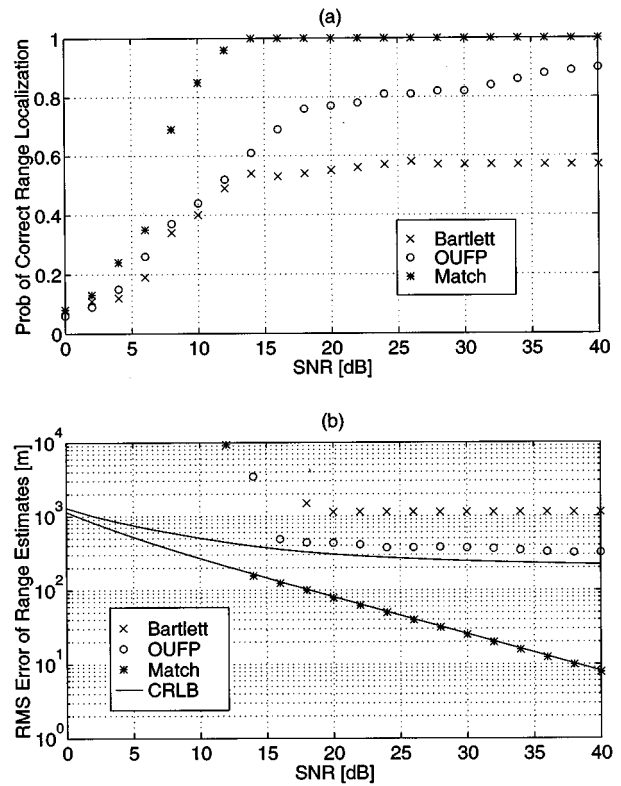 (a)
Prob of Correct Range Localization
1
0.8
0.6
0.4
0.2
0
Bartlett
OUFP
Match
0 5 10 15 20 25 30 35 40
SNR [dB]
(b)
RMS Error of Range Estimates [m]
10^4
10^3
10^2
10^1
10^0
Bartlett
OUFP
Match
CRLB
0 5 10 15 20 25 30 35 40
SNR [dB]